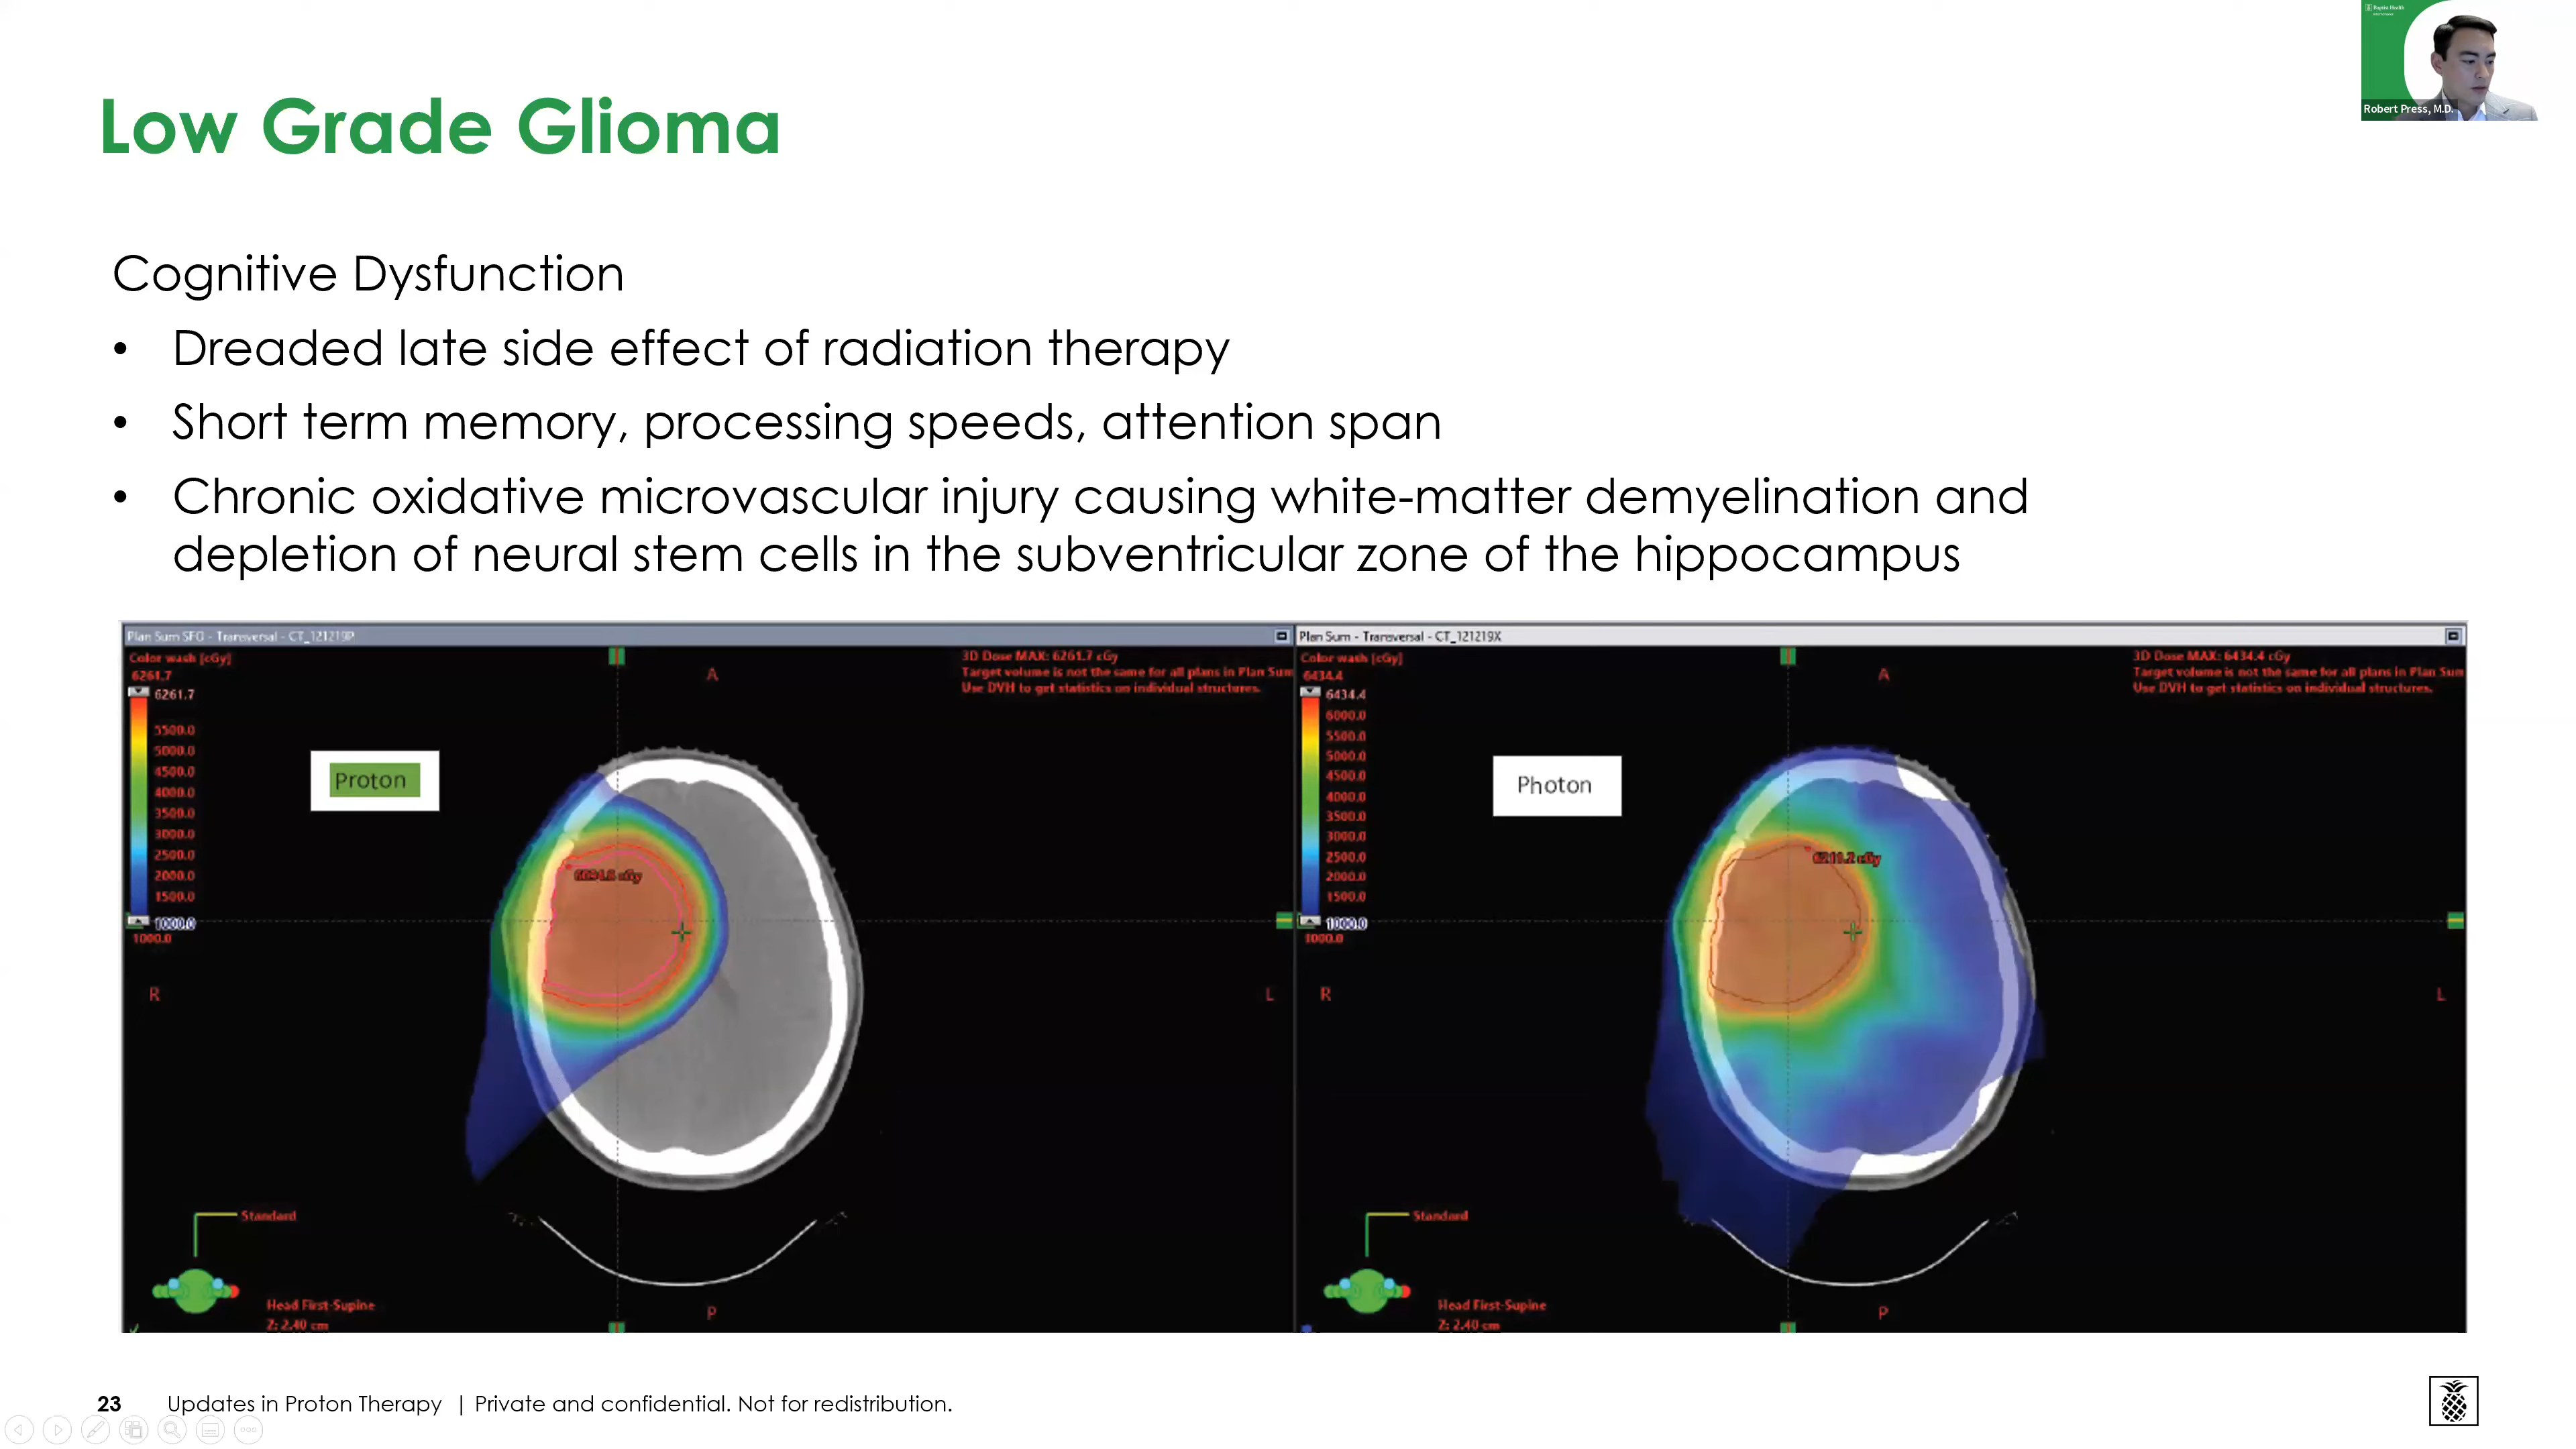 Baptist Health
Robert Press, M.D.
Low Grade Glioma
Cognitive Dysfunction
• Dreaded late side effect of radiation therapy
• Short term memory, processing speeds, attention span
• Chronic oxidative microvascular injury causing white-matter demyelination and
depletion of neural stem cells in the subventricular zone of the hippocampus
Plan Sum SFO - Transversal - CT_121219P
Color wash [cGy]
6261.7
6261.7
5500.0
5000.0
4500.0
4000.0
3500.0
3000.0
2500.0
2000.0
1500.0
1000.0
1000.0
3D Dose MAX: 6261.7 cGy
Target volume is not the same for all plans in Plan Sum
Use DVH to get statistics on individual structures.
A
Proton
R
L
Standard
Head First-Supine
Z: 2.40 cm
P
Plan Sum - Transversal - CT_121219X
Color wash [cGy]
6434.4
6434.4
6000.0
5500.0
5000.0
4500.0
4000.0
3500.0
3000.0
2500.0
2000.0
1500.0
1000.0
1000.0
3D Dose MAX: 6434.4 cGy
Target volume is not the same for all plans in Plan Sum
Use DVH to get statistics on individual structures.
A
Photon
R
L
Standard
Head First-Supine
Z: 2.40 cm
P
23 Updates in Proton Therapy | Private and confidential. Not for redistribution.